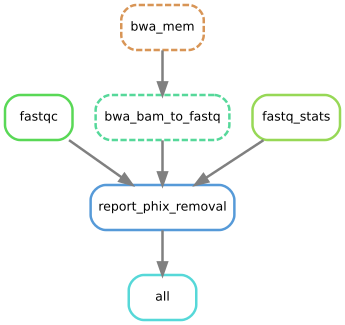 bwa_mem
fastqc
bwa_bam_to_fastq
fastq_stats
report_phix_removal
all